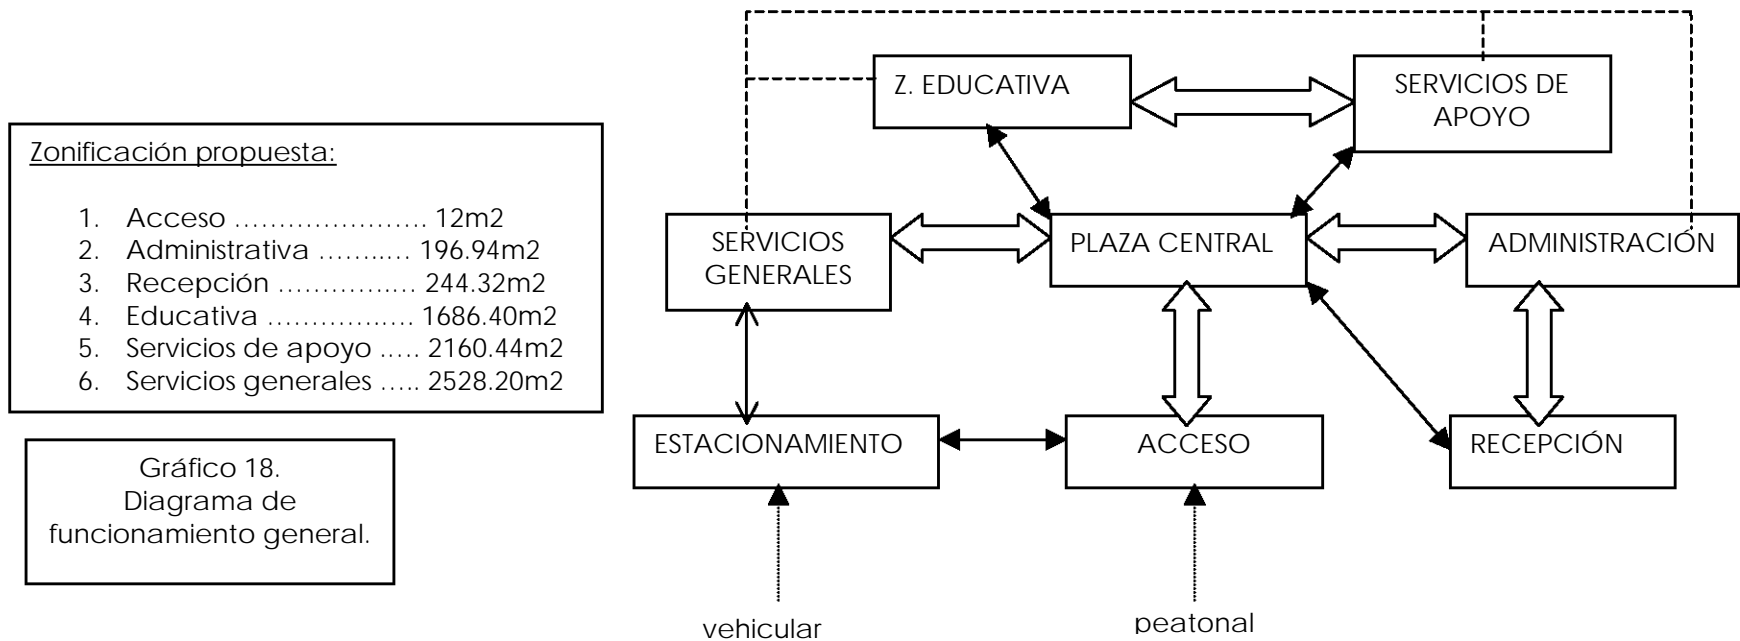 Zonificación propuesta:
1. Acceso …………………. 12m2
2. Administrativa ……..… 196.94m2
3. Recepción ………….… 244.32m2
4. Educativa …………..…. 1686.40m2
5. Servicios de apoyo ….. 2160.44m2
6. Servicios generales ….. 2528.20m2
Gráfico 18.
Diagrama de
funcionamiento general.
Z. EDUCATIVA
SERVICIOS DE
APOYO
SERVICIOS
GENERALES
PLAZA CENTRAL
ADMINISTRACIÓN
ESTACIONAMIENTO
ACCESO
RECEPCIÓN
vehicular
peatonal